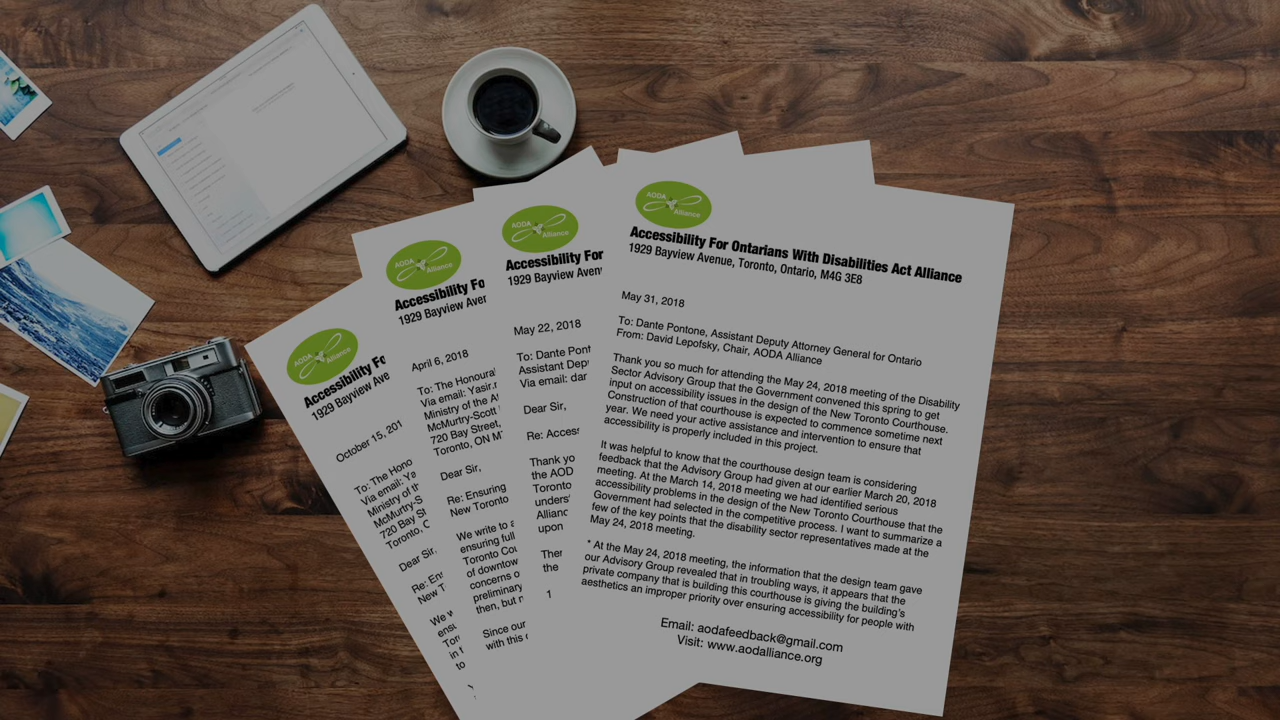 AODA
Alliance
Accessibility Fo
1929 Bayview Ave
October 15, 201
To: The Hono
Via email: Ya
Ministry of th
McMurty-S
720 Bay St
Toronto, C
Dear Sir,
Re: En
New T
We w
ensu
Tor
in f
to
AODA
Alliance
Accessibility Fo
1929 Bayview Aven
April 6, 2018
To: The Honoura
Via email: Yasir.n
Ministry of the A
McMurtry-Scott
720 Bay Street,
Toronto, ON M
Dear Sir,
Re: Ensuring
New Toronto
We write to a
ensuring full
Toronto Cou
of downtow
concerns o
preliminary
then, but n
Since our
with this c
AODA
Alliance
Accessibility For
1929 Bayview Avenu
May 22, 2018
To: Dante Pont
Assistant Dep
Via email: dar
Dear Sir,
Re: Access
Thank yo
the AOD
Toronto
unders
Allianc
upon
Ther
the
1
AODA
Alliance
Accessibility For Ontarians With Disabilities Act Alliance
1929 Bayview Avenue, Toronto, Ontario, M4G 3E8
May 31, 2018
To: Dante Pontone, Assistant Deputy Attorney General for Ontario
From: David Lepofsky, Chair, AODA Alliance
Thank you so much for attending the May 24, 2018 meeting of the Disability
Sector Advisory Group that the Government convened this spring to get
input on accessibility issues in the design of the New Toronto Courthouse.
Construction of that courthouse is expected to commence sometime next
year. We need your active assistance and intervention to ensure that
accessibility is properly included in this project.
It was helpful to know that the courthouse design team is considering
feedback that the Advisory Group had given at our earlier March 20, 2018
meeting. At the March 14, 2018 meeting we had identified serious
accessibility problems in the design of the New Toronto Courthouse that the
Government had selected in the competitive process. I want to summarize a
few of the key points that the disability sector representatives made at the
May 24, 2018 meeting.
* At the May 24, 2018 meeting, the information that the design team gave
our Advisory Group revealed that in troubling ways, it appears that the
private company that is building this courthouse is giving the building's
aesthetics an improper priority over ensuring accessibility for people with
Email: aodafeedback@gmail.com
Visit: www.aodalliance.org